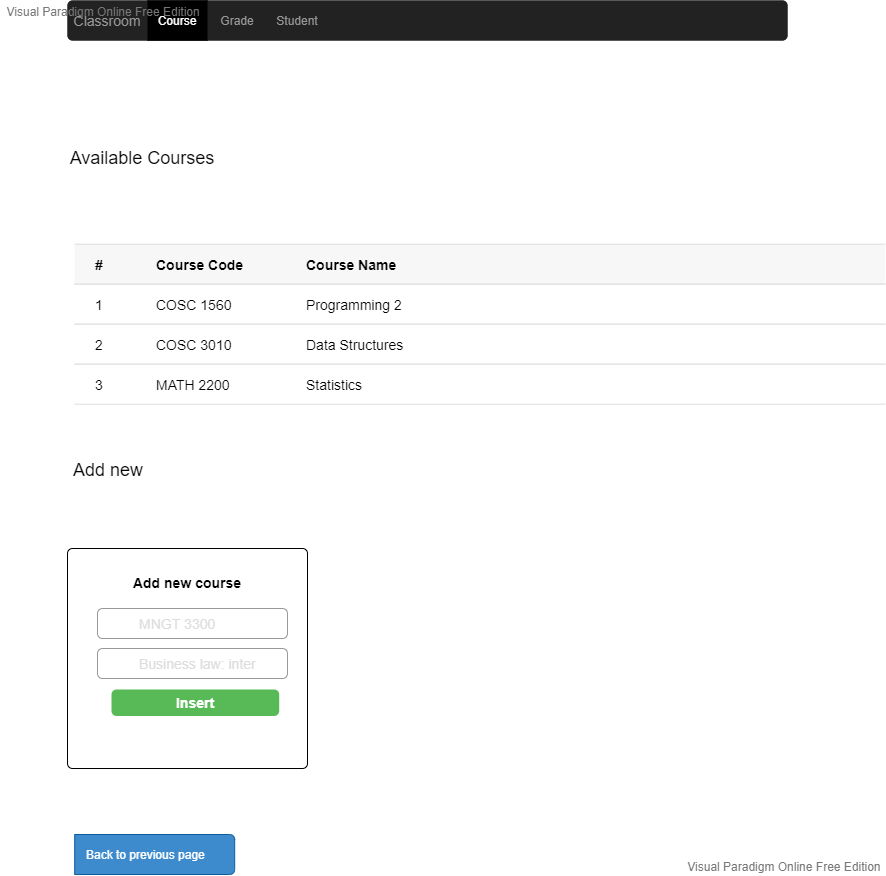 Visual Paradigm Online Free Edition
Classroom Course Grade Student
Available Courses
# Course Code Course Name
1 COSC 1560 Programming 2
2 COSC 3010 Data Structures
3 MATH 2200 Statistics
Add new
Add new course
MNGT 3300
Business law: inter
Insert
Back to previous page
Visual Paradigm Online Free Edition